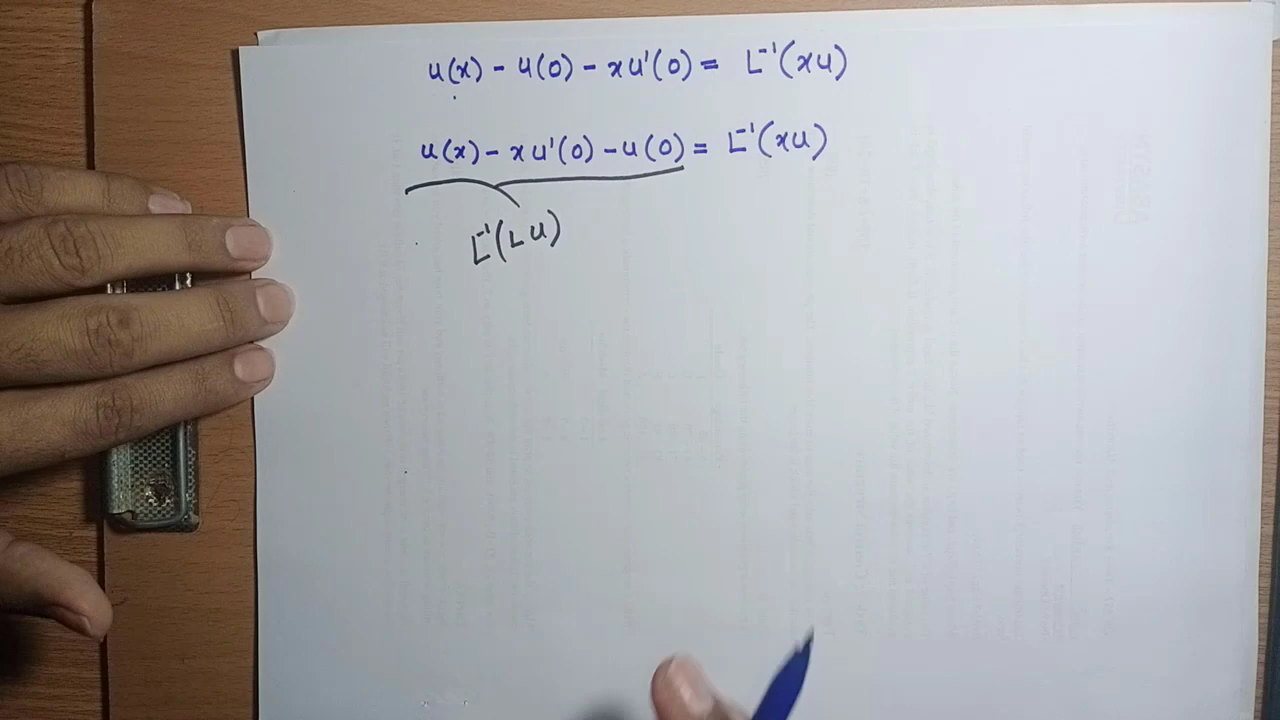 u(x) - u(0) - xu'(0) = L⁻¹(xu)
u(x) - xu'(0) - u(0) = L⁻¹(xu)
L⁻¹(Lu)